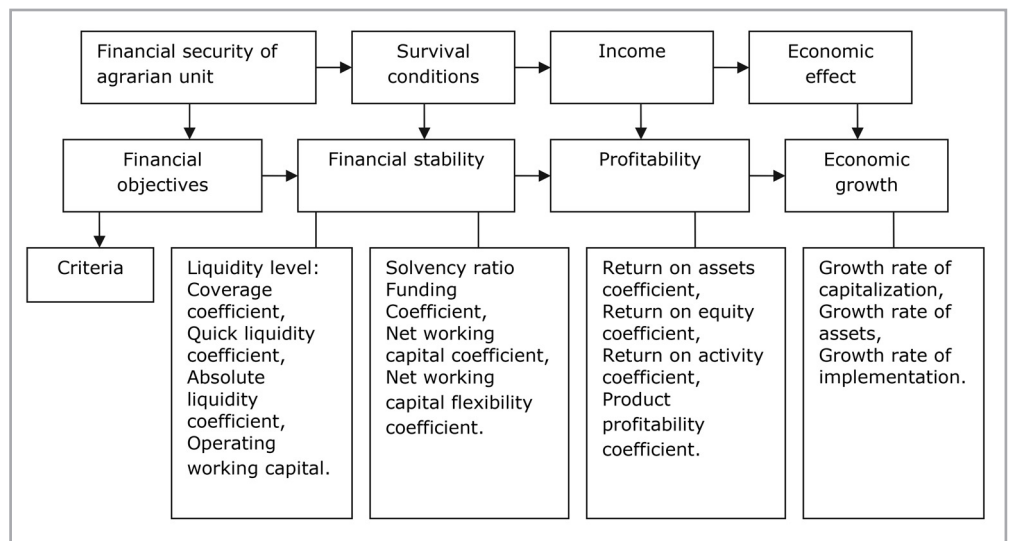 Financial security of
agrarian unit
Survival
conditions
Income
Economic
effect
Financial
objectives
Financial stability
Profitability
Economic
growth
Criteria
Liquidity level:
Coverage
coefficient,
Quick liquidity
coefficient,
Absolute
liquidity
coefficient,
Operating
working capital.
Solvency ratio
Funding
Coefficient,
Net working
capital coefficient,
Net working
capital flexibility
coefficient.
Return on assets
coefficient,
Return on equity
coefficient,
Return on activity
coefficient,
Product
profitability
coefficient.
Growth rate of
capitalization,
Growth rate of
assets,
Growth rate of
implementation.